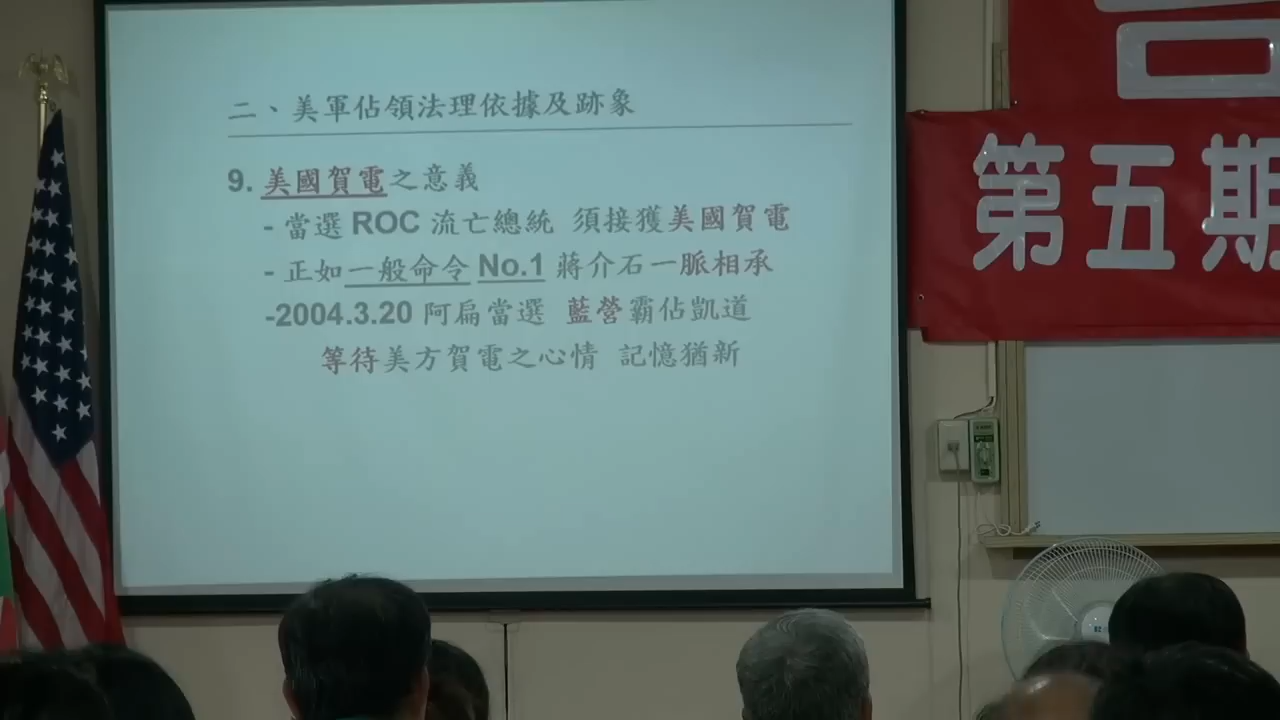 二、美軍佔領法理依據及跡象
9. 美國賀電之意義
- 當選 ROC 流亡總統 須接獲美國賀電
- 正如一般命令 No.1 蔣介石一脈相承
-2004.3.20 阿扁當選 藍營霸佔凱道
等待美方賀電之心情 記憶猶新
第五期